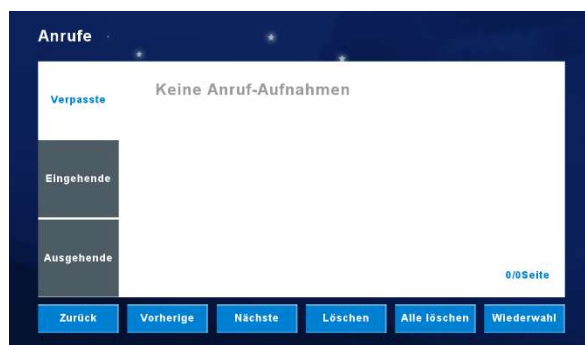 Anrufe
Verpasste
Keine Anruf-Aufnahmen
Eingehende
Ausgehende
0/0Seite
Zurück Vorherige Nächste Löschen Alle löschen Wiederwahl